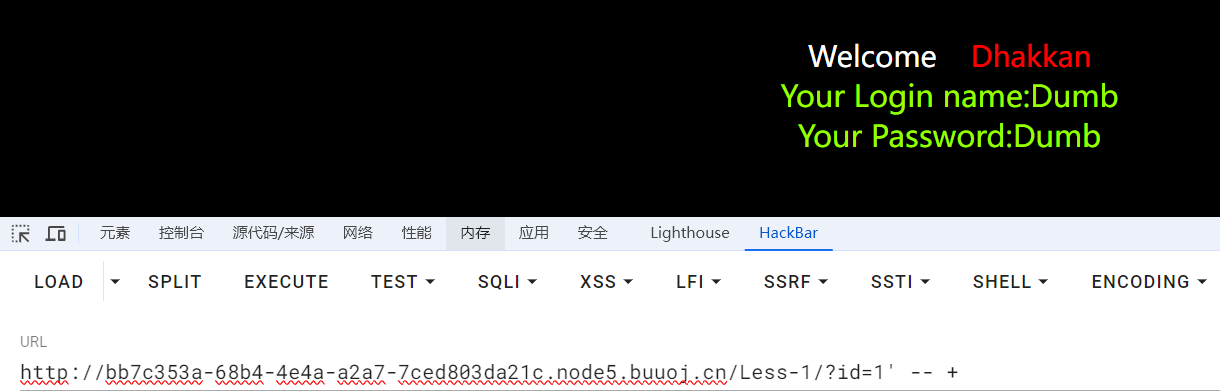 Welcome Dhakkan
Your Login name:Dumb
Your Password:Dumb
元素 控制台 源代码/来源 网络 性能 内存 应用 安全 Lighthouse HackBar
LOAD SPLIT EXECUTE TEST SQLI XSS LFI SSRF SSTI SHELL ENCODING
URL
http://bb7c353a-68b4-4e4a-a2a7-7ced803da21c.node5.buuoj.cn/Less-1/?id=1' -- +